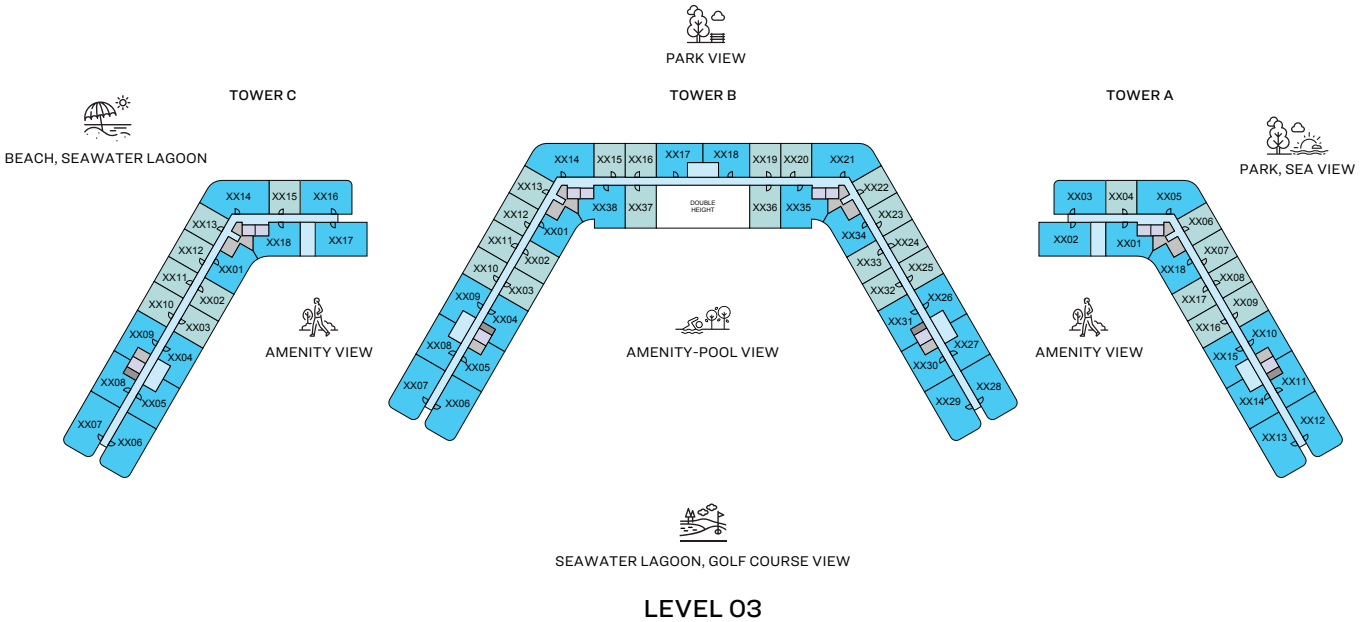 PARK VIEW
TOWER C
TOWER B
TOWER A
BEACH, SEAWATER LAGOON
PARK, SEA VIEW
XX14
XX15
XX16
XX13
XX12
XX11
XX10
XX09
XX08
XX07
XX18
XX17
XX01
XX02
XX03
XX04
XX05
XX06
AMENITY VIEW
XX14
XX15
XX16
XX17
XX18
XX19
XX20
XX21
XX13
XX12
XX11
XX10
XX09
XX08
XX07
XX38
XX37
DOUBLE
HEIGHT
XX36
XX35
XX01
XX02
XX03
XX04
XX05
XX06
XX22
XX23
XX24
XX25
XX26
XX27
XX28
XX34
XX33
XX32
XX31
XX30
XX29
AMENITY-POOL VIEW
XX03
XX04
XX05
XX02
XX01
XX06
XX07
XX08
XX09
XX10
XX11
XX12
XX18
XX17
XX16
XX15
XX14
XX13
AMENITY VIEW
SEAWATER LAGOON, GOLF COURSE VIEW
LEVEL 03